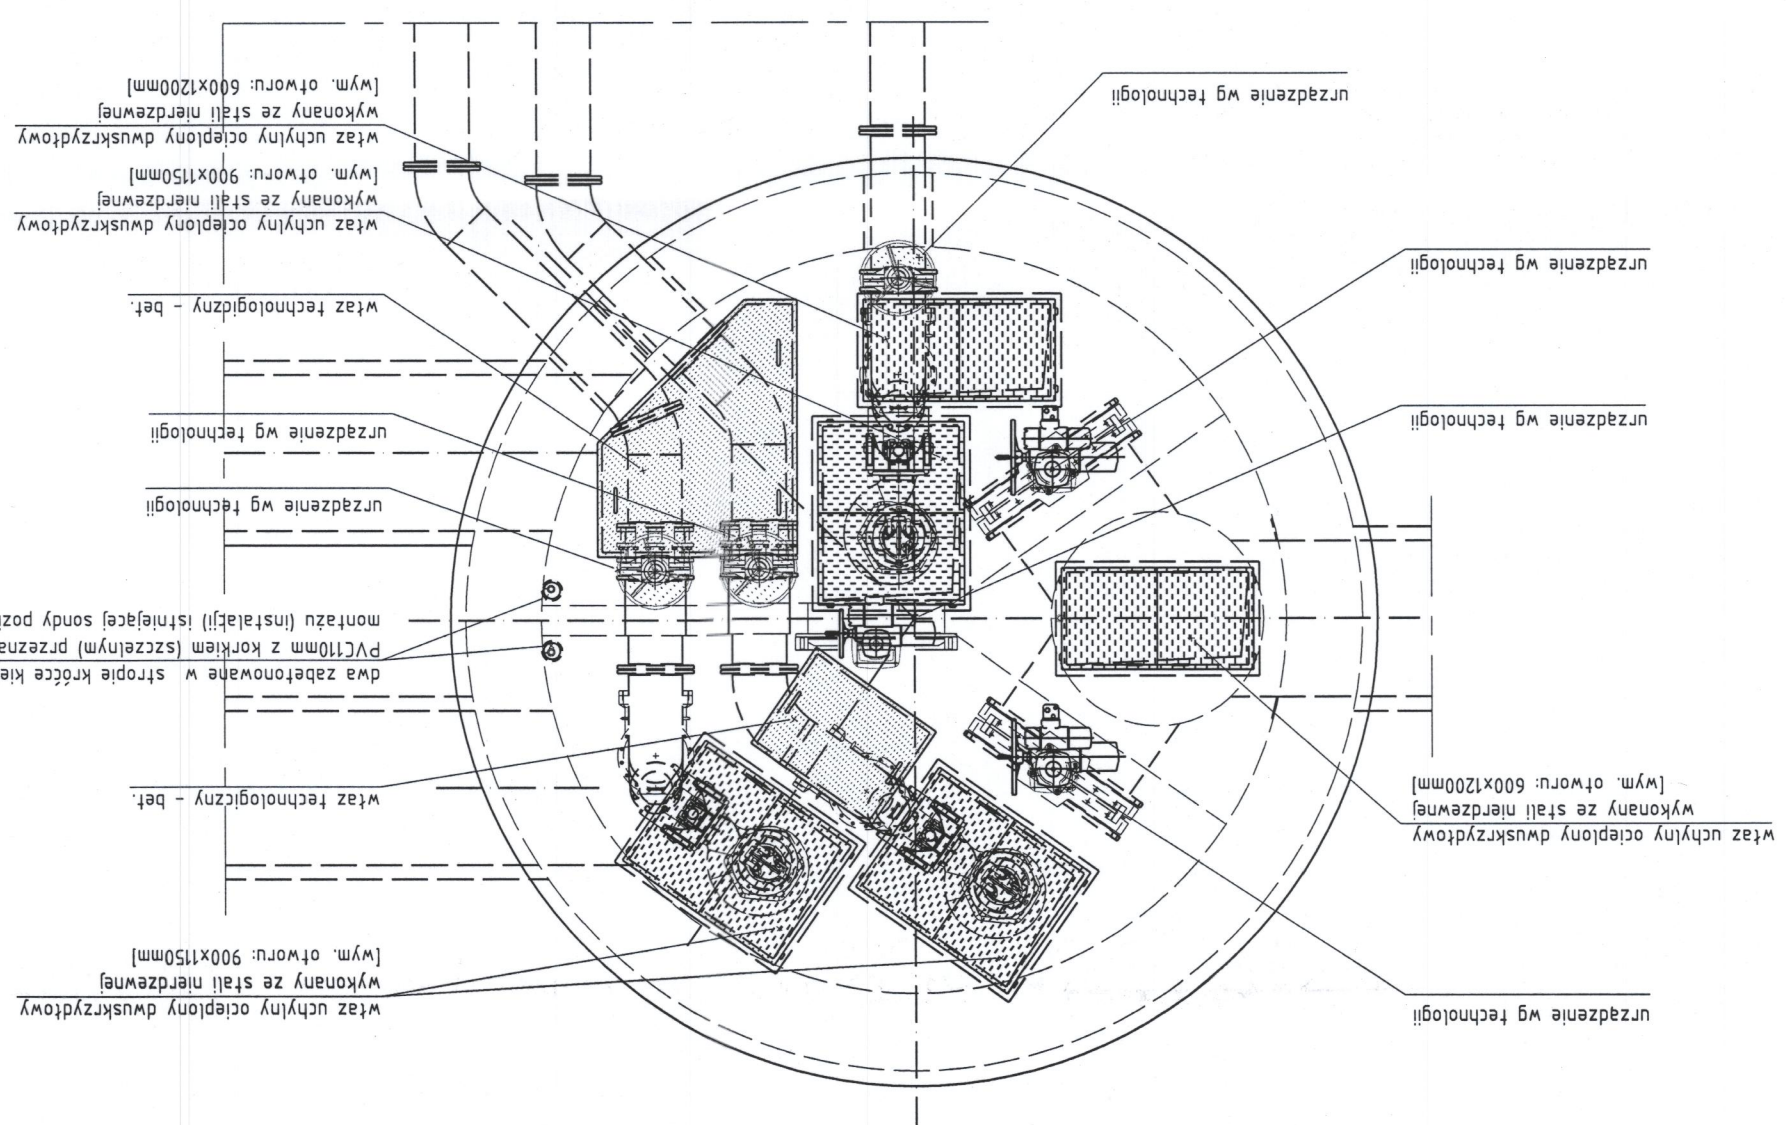 urządzenie wg technologii
właz uchylny ocieplony dwuskrzydłowy
wykonany ze stali nierdzewnej
[wym. otworu: 900x1150mm]
właz uchylny ocieplony dwuskrzydłowy
wykonany ze stali nierdzewnej
[wym. otworu: 600x1200mm]
właz technologiczny - bet.
dwa zabetonowane w stropie króćce
PVC110mm z korkiem (szczelnym)
montażu (instalacji) istniejącej sondy
urządzenie wg technologii
urządzenie wg technologii
urządzenie wg technologii
właz technologiczny - bet.
urządzenie wg technologii
właz uchylny ocieplony dwuskrzydłowy
wykonany ze stali nierdzewnej
[wym. otworu: 900x1150mm]
właz uchylny ocieplony dwuskrzydłowy
wykonany ze stali nierdzewnej
[wym. otworu: 600x1200mm]
urządzenie wg technologii